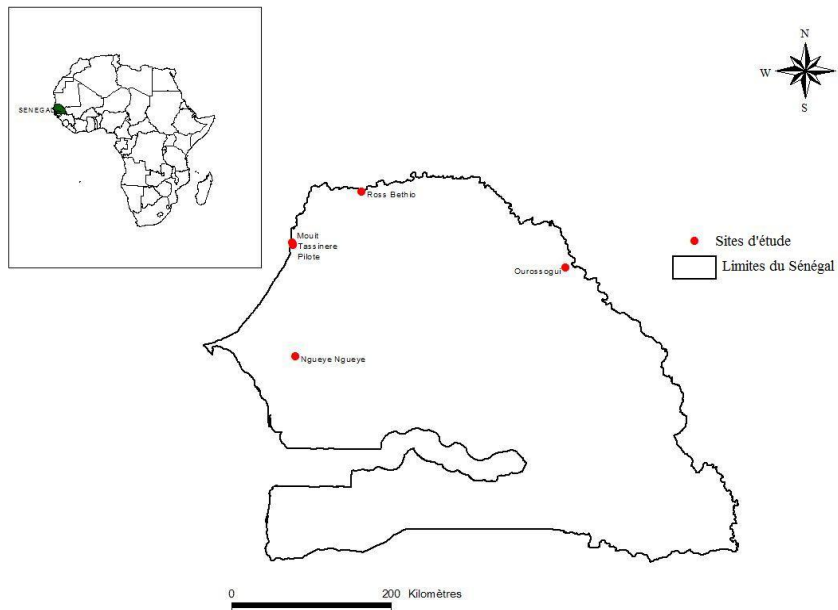 SENEGAL
N
W
E
S
Ross Bethio
Mouit
Tassinere
Pilote
Sites d'étude
Limites du Sénégal
Ourossogui
Ngueye Ngueye
0
200 Kilomètres